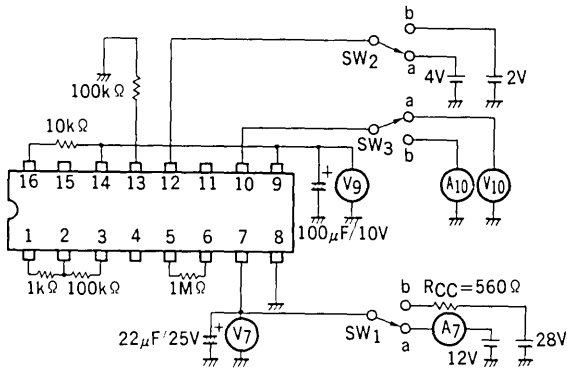 b
SW2
a
4V
2V
100kΩ
10kΩ
a
SW3
b
16 15 14 13 12 11 10 9
V9
A10
V10
100μF/10V
1 2 3 4 5 6 7 8
1kΩ
100kΩ
1MΩ
22μF/25V
V7
b
RCC=560Ω
SW1
a
A7
12V
28V
+
+